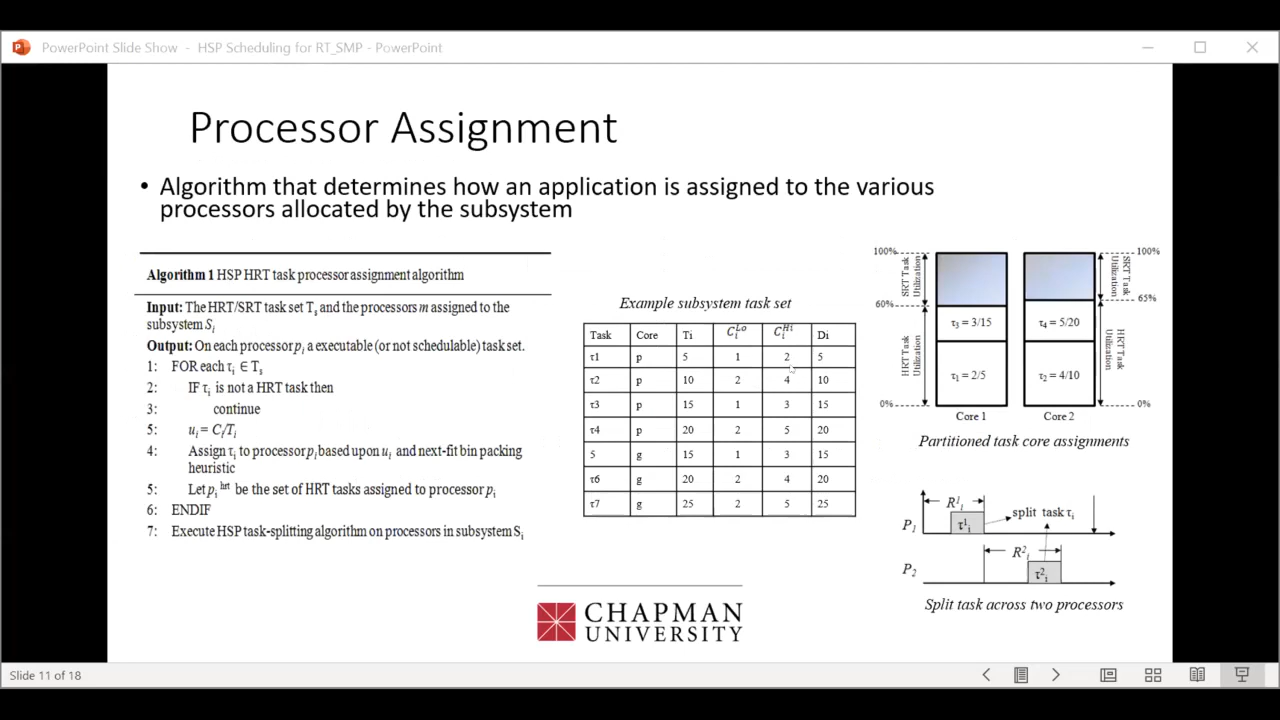 PowerPoint Slide Show - HSP Scheduling for RT_SMP - PowerPoint
Processor Assignment
• Algorithm that determines how an application is assigned to the various
processors allocated by the subsystem
Algorithm 1 HSP HRT task processor assignment algorithm
Input: The HRT/SRT task set Ts and the processors m assigned to the
subsystem Si
Output: On each processor pi a executable (or not schedulable) task set.
1: FOR each τi ∈ Ts
2: IF τi is not a HRT task then
3: continue
5: ui = Ci/Ti
4: Assign τi to processor pi based upon ui and next-fit bin packing
heuristic
5: Let pi hrt be the set of HRT tasks assigned to processor pi
6: ENDIF
7: Execute HSP task-splitting algorithm on processors in subsystem Si
Example subsystem task set
Task Core Ti Ci Lo Ci Hi Di
τ1 p 5 1 2 5
τ2 p 10 2 4 10
τ3 p 15 1 3 15
τ4 p 20 2 5 20
5 g 15 1 3 15
τ6 g 20 2 4 20
τ7 g 25 2 5 25
100%
60%
0%
SRT Task
Utilization
HRT Task
Utilization
τ3 = 3/15
τ1 = 2/5
Core 1
τ4 = 5/20
τ2 = 4/10
Core 2
100%
65%
0%
SRT Task
Utilization
HRT Task
Utilization
Partitioned task core assignments
P1
R1i
τ1i
split task τi
P2
R2i
τ2i
Split task across two processors
CHAPMAN
UNIVERSITY
Slide 11 of 18